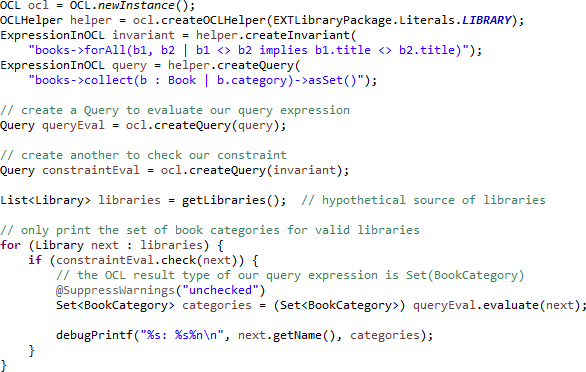 OCL ocl = OCL.newInstance();
OCLHelper helper = ocl.createOCLHelper(EXTLibraryPackage.Literals.LIBRARY);
ExpressionInOCL invariant = helper.createInvariant(
    "books->forAll(b1, b2 | b1 <> b2 implies b1.title <> b2.title)");
ExpressionInOCL query = helper.createQuery(
    "books->collect(b : Book | b.category)->asSet()");

// create a Query to evaluate our query expression
Query queryEval = ocl.createQuery(query);

// create another to check our constraint
Query constraintEval = ocl.createQuery(invariant);

List<Library> libraries = getLibraries();  // hypothetical source of libraries

// only print the set of book categories for valid libraries
for (Library next : libraries) {
    if (constraintEval.check(next)) {
        // the OCL result type of our query expression is Set(BookCategory)
        @SuppressWarnings("unchecked")
        Set<BookCategory> categories = (Set<BookCategory>) queryEval.evaluate(next);

        debugPrintf("%s: %s%n\n", next.getName(), categories);
    }
}